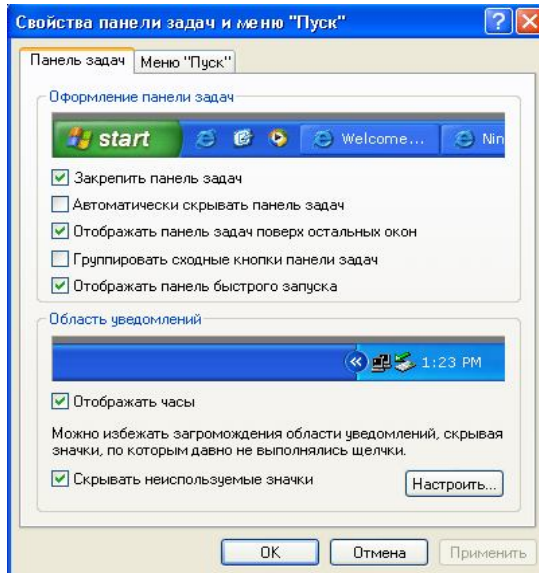 Свойства панели задач и меню "Пуск"
Панель задач
Меню "Пуск"
Оформление панели задач
start
Welcome...
Nin
Закрепить панель задач
Автоматически скрывать панель задач
Отображать панель задач поверх остальных окон
Группировать сходные кнопки панели задач
Отображать панель быстрого запуска
Область уведомлений
1:23 PM
Отображать часы
Можно избежать загромождения области уведомлений, скрывая
значки, по которым давно не выполнялись щелчки.
Скрывать неиспользуемые значки
Настроить...
OK
Отмена
Применить